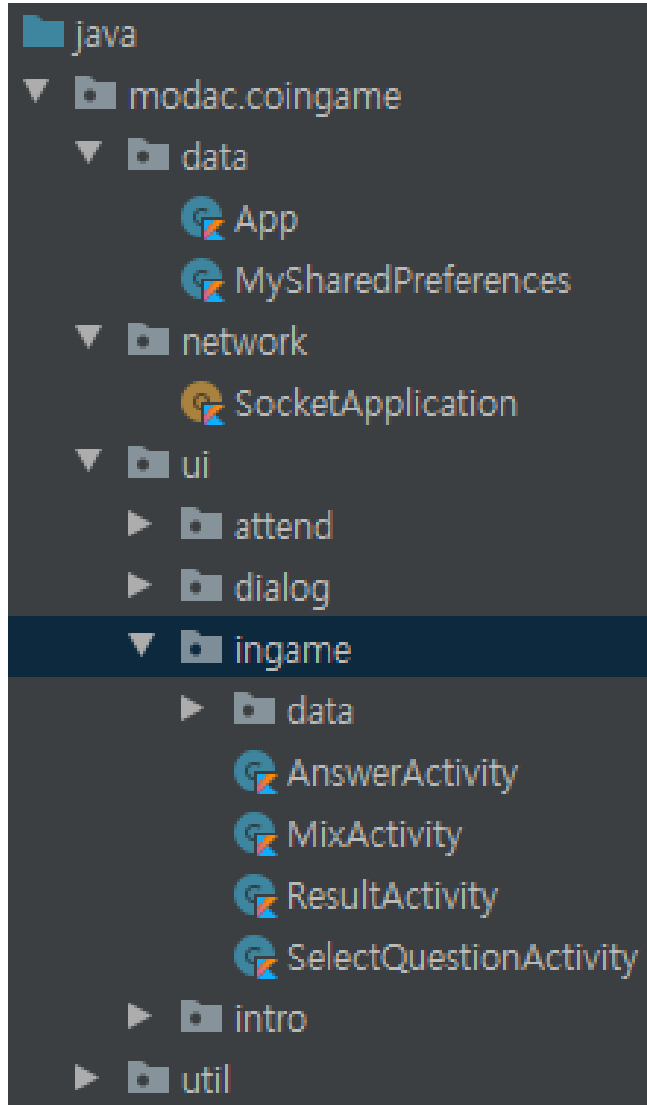 java
modac.coingame
data
App
MySharedPreferences
network
SocketApplication
ui
attend
dialog
ingame
data
AnswerActivity
MixActivity
ResultActivity
SelectQuestionActivity
intro
util